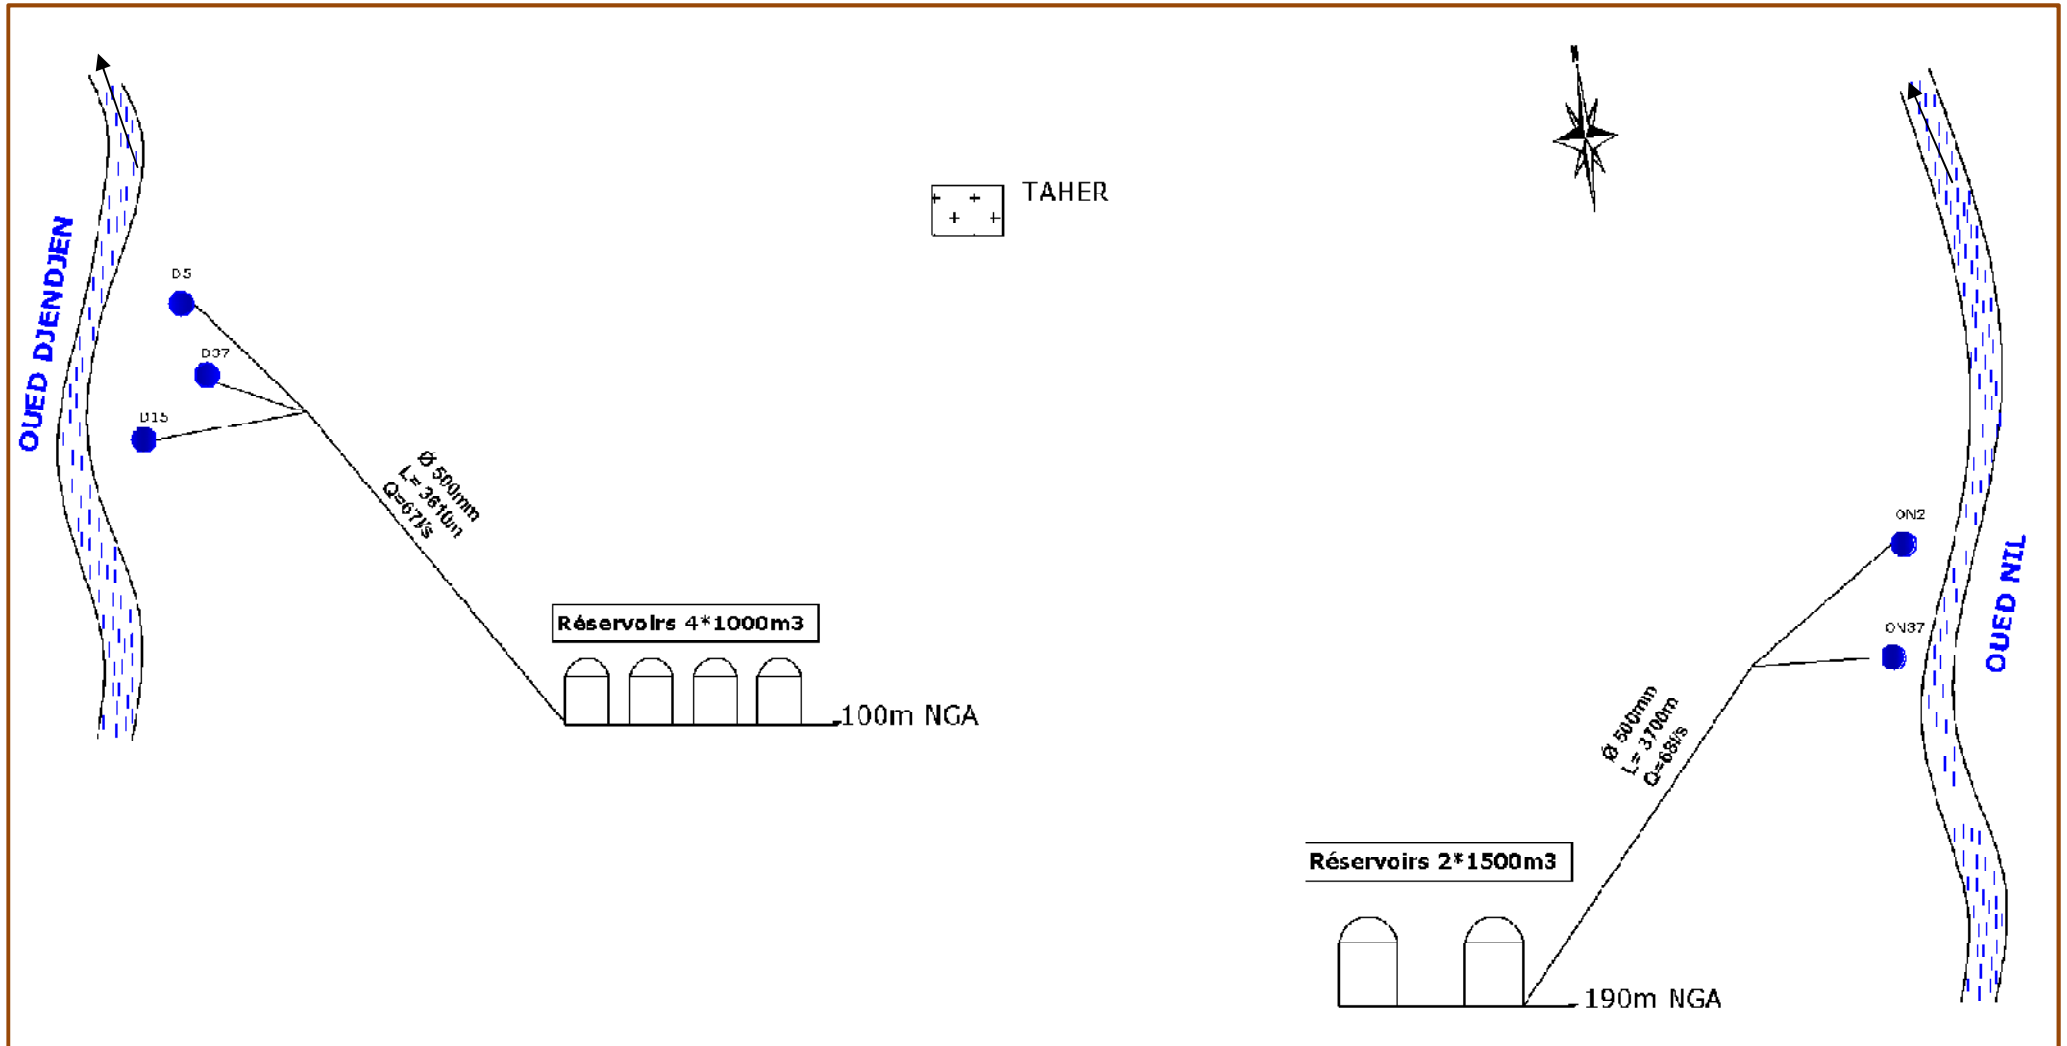 N
TAHER
OUED DJENDJEN
D5
D37
D15
Ø 500mm
L= 3610m
Q=67l/s
Réservoirs 4*1000m3
100m NGA
ON2
ON37
OUED NIL
Ø 500mm
L= 3700m
Q=68l/s
Réservoirs 2*1500m3
190m NGA